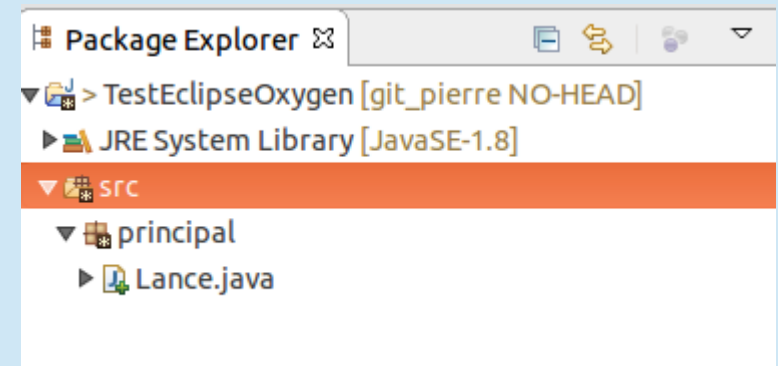 Package Explorer
> TestEclipseOxygen [git_pierre NO-HEAD]
JRE System Library [JavaSE-1.8]
src
principal
Lance.java